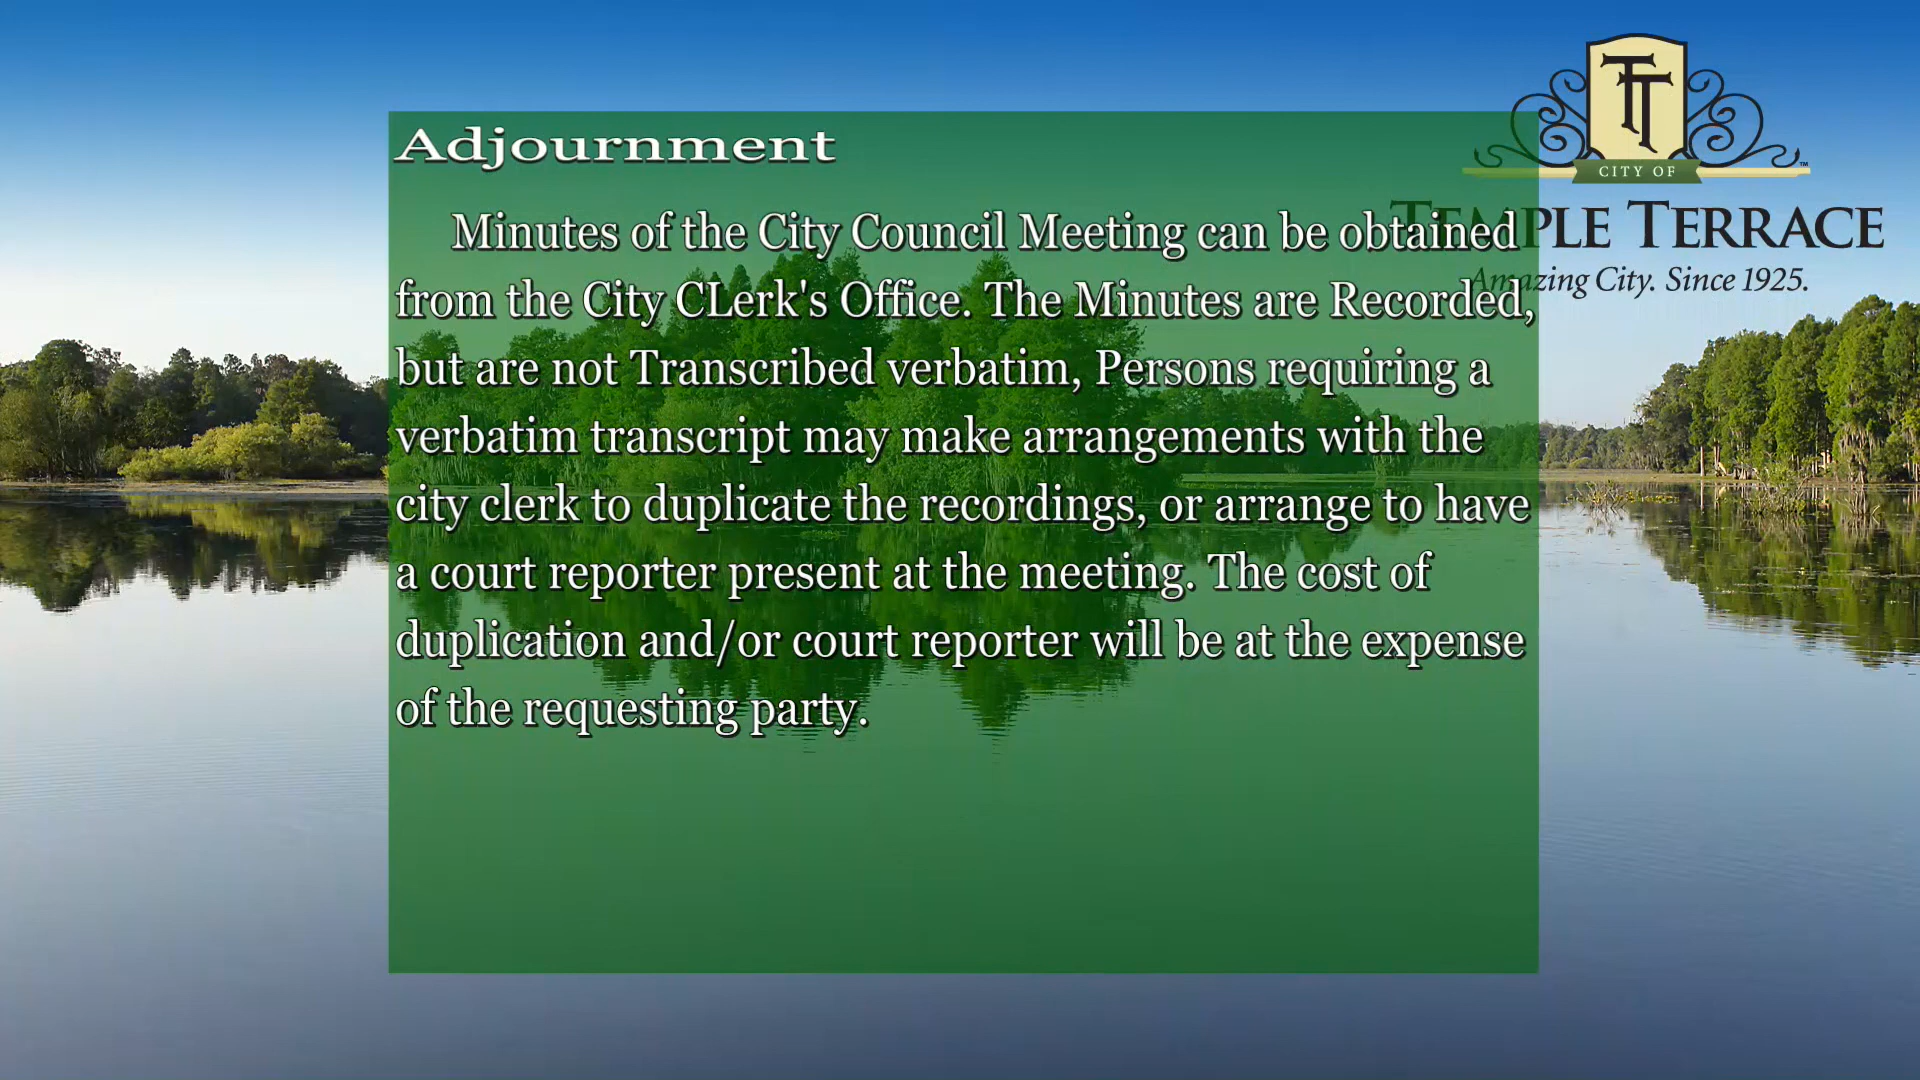 TT
CITY OF
TEMPLE TERRACE
Amazing City. Since 1925.
Adjournment
Minutes of the City Council Meeting can be obtained
from the City CLerk's Office. The Minutes are Recorded,
but are not Transcribed verbatim, Persons requiring a
verbatim transcript may make arrangements with the
city clerk to duplicate the recordings, or arrange to have
a court reporter present at the meeting. The cost of
duplication and/or court reporter will be at the expense
of the requesting party.